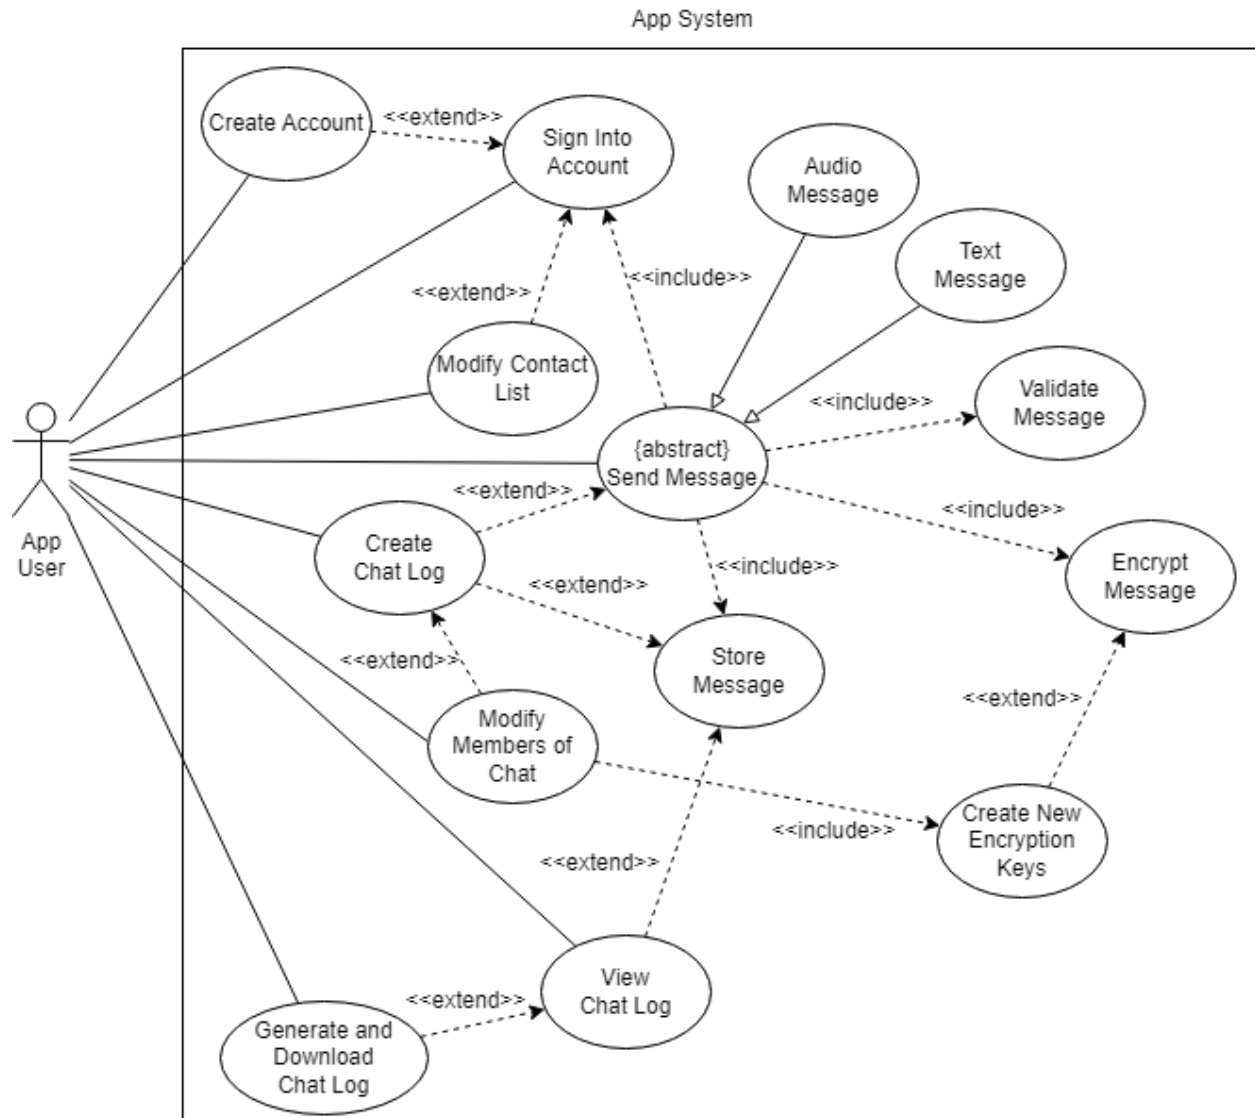 App System
Create Account
<<extend>>
Sign Into
Account
Audio
Message
Text
Message
<<include>>
<<extend>>
Modify Contact
List
Validate
Message
<<include>>
{abstract}
Send Message
<<extend>>
App
User
Create
Chat Log
<<include>>
Encrypt
Message
<<include>>
<<extend>>
Store
Message
<<extend>>
<<extend>>
Modify
Members of
Chat
<<include>>
Create New
Encryption
Keys
<<extend>>
View
Chat Log
<<extend>>
Generate and
Download
Chat Log